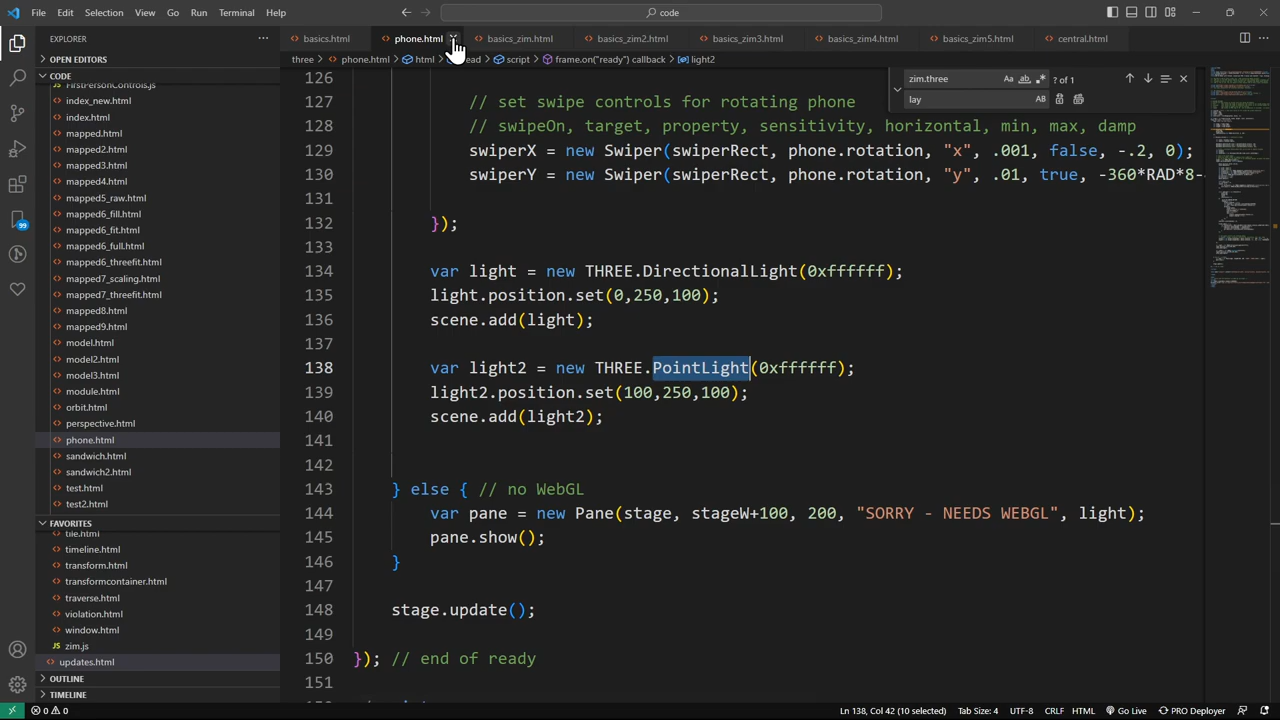 File Edit Selection View Go Run Terminal Help
code
EXPLORER
basics.html phone.html basics_zim.html basics_zim2.html basics_zim3.html basics_zim4.html basics_zim5.html central.html
OPEN EDITORS
three > phone.html > html > script > frame.on("ready") callback > light2
CODE
FirstPersonControls.js
index_new.html
index.html
mapped.html
mapped2.html
mapped3.html
mapped4.html
mapped5_raw.html
mapped6_fill.html
mapped6_fit.html
mapped6_full.html
mapped6_threefit.html
mapped7_scaling.html
mapped7_threefit.html
mapped8.html
mapped9.html
model.html
model2.html
model3.html
module.html
orbit.html
perspective.html
phone.html
sandwich.html
sandwich2.html
test.html
test2.html
FAVORITES
tile.html
timeline.html
transform.html
transformcontainer.html
traverse.html
violation.html
window.html
JS zim.js
updates.html
OUTLINE
TIMELINE
99
zim.three Aa ab .* ? of 1
lay AB
126
127 // set swipe controls for rotating phone
128 // swipeOn, target, property, sensitivity, horizontal, min, max, damp
129 swiperX = new Swiper(swiperRect, phone.rotation, "x", .001, false, -.2, 0);
130 swiperY = new Swiper(swiperRect, phone.rotation, "y", .01, true, -360*RAD*8-
131
132 });
133
134 var light = new THREE.DirectionalLight(0xffffff);
135 light.position.set(0,250,100);
136 scene.add(light);
137
138 var light2 = new THREE.PointLight(0xffffff);
139 light2.position.set(100,250,100);
140 scene.add(light2);
141
142
143 } else { // no WebGL
144 var pane = new Pane(stage, stageW+100, 200, "SORRY - NEEDS WEBGL", light);
145 pane.show();
146 }
147
148 stage.update();
149
150 }); // end of ready
151
0 0 Ln 138, Col 42 (10 selected) Tab Size: 4 UTF-8 CRLF HTML Go Live PRO Deployer